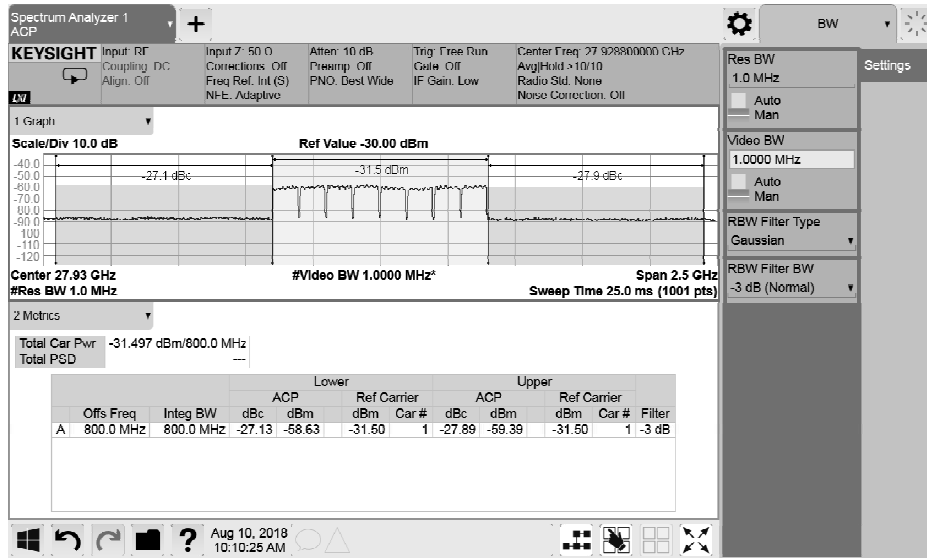 Spectrum Analyzer 1
ACP
BW
KEYSIGHT
Input: RF
Coupling: DC
Align: Off
Input Z: 50 Ω
Corrections: Off
Freq Ref: Int (S)
NFE: Adaptive
Atten: 10 dB
Preamp: Off
PNO: Best Wide
Trig: Free Run
Gate: Off
IF Gain: Low
Center Freq: 27.928800000 GHz
Avg|Hold >10/10
Radio Std: None
Noise Correction: Off
LXI
Res BW
1.0 MHz
Auto
Man
Video BW
1.0000 MHz
Auto
Man
RBW Filter Type
Gaussian
RBW Filter BW
-3 dB (Normal)
Settings
1 Graph
Scale/Div 10.0 dB
Ref Value -30.00 dBm
-40.0
-50.0
-60.0
-70.0
-80.0
-90.0
-100
-110
-120
-27.1 dBc
-31.5 dBm
-27.9 dBc
Center 27.93 GHz
#Video BW 1.0000 MHz*
Span 2.5 GHz
#Res BW 1.0 MHz
Sweep Time 25.0 ms (1001 pts)
2 Metrics
Total Car Pwr -31.497 dBm/800.0 MHz
Total PSD ---
Lower Upper
ACP Ref Carrier ACP Ref Carrier
Offs Freq Integ BW dBc dBm dBm Car # dBc dBm dBm Car # Filter
A 800.0 MHz 800.0 MHz -27.13 -58.63 -31.50 1 -27.89 -59.39 -31.50 1 -3 dB
?
Aug 10, 2018
10:10:25 AM